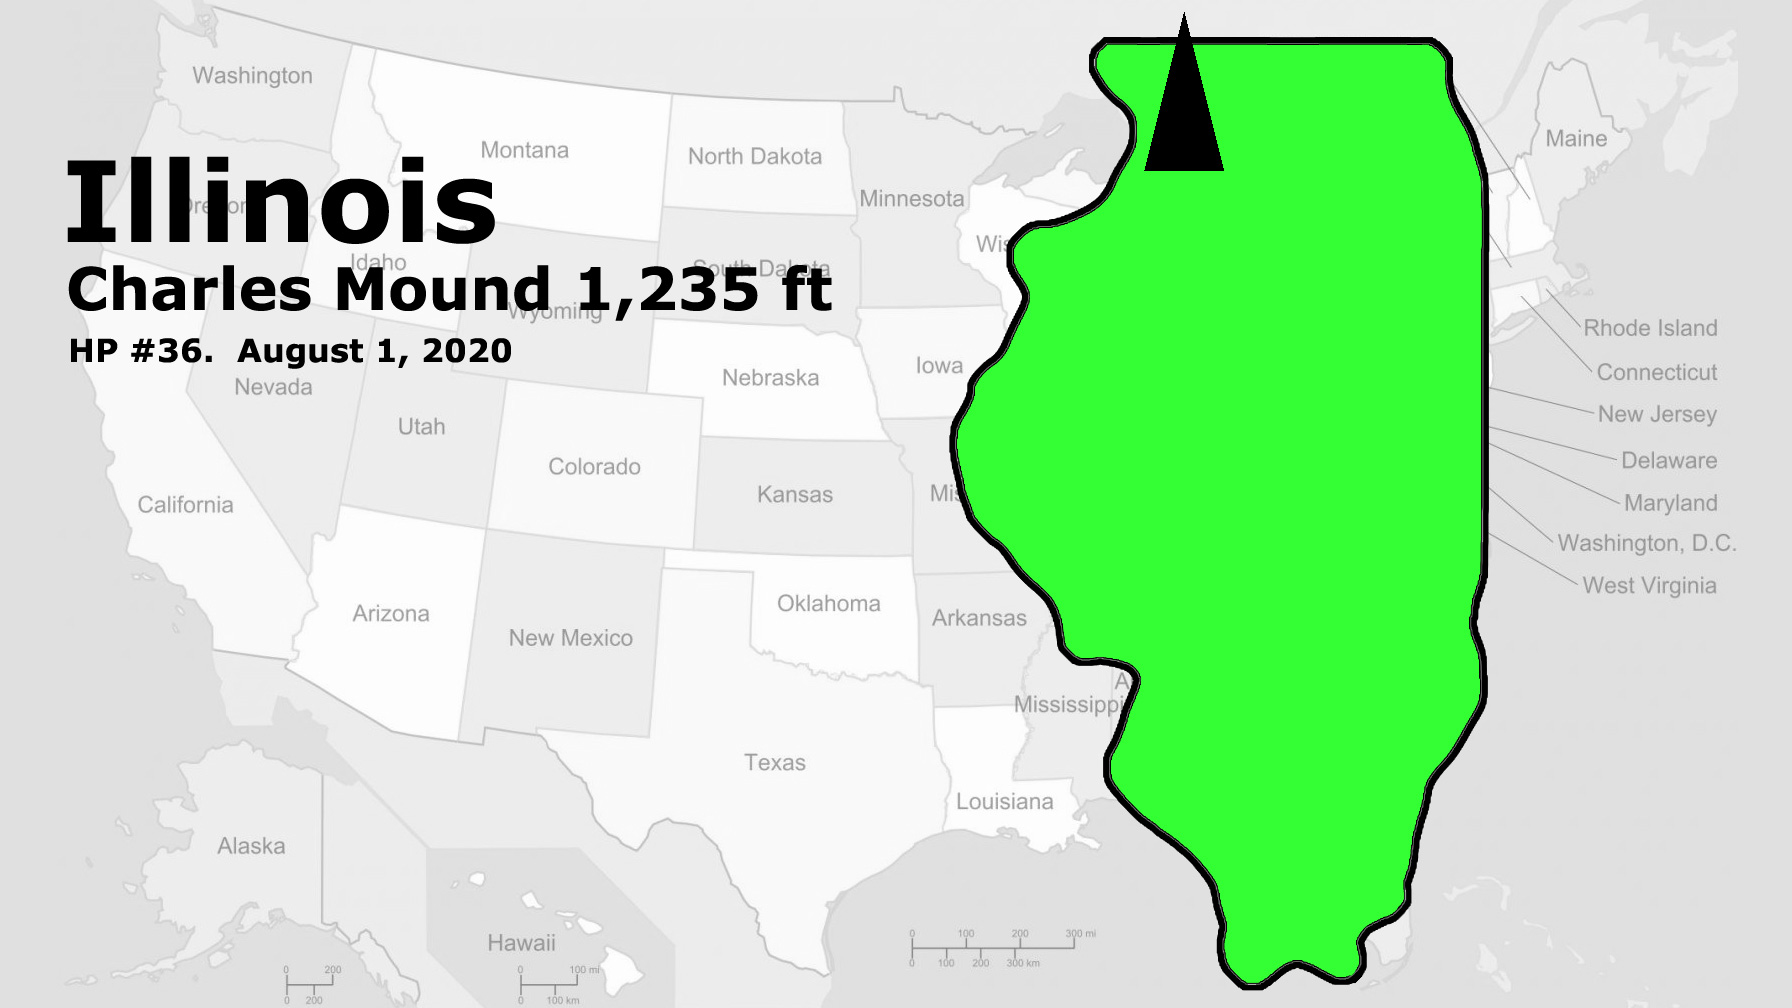 Illinois
Charles Mound 1,235 ft
HP #36. August 1, 2020
Washington
Montana
North Dakota
Minnesota
Maine
Oregon
Idaho
South Dakota
Wis
Wyoming
Rhode Island
Iowa
Nebraska
Connecticut
Nevada
New Jersey
Utah
Colorado
Delaware
Kansas
Mis
California
Maryland
Washington, D.C.
West Virginia
Oklahoma
Arizona
Arkansas
New Mexico
A
Mississippi
Texas
Louisiana
Alaska
Hawaii
0 100 200 300 mi
0 100 200 300 km
0 200
0 200
0 100 mi
0 100 km